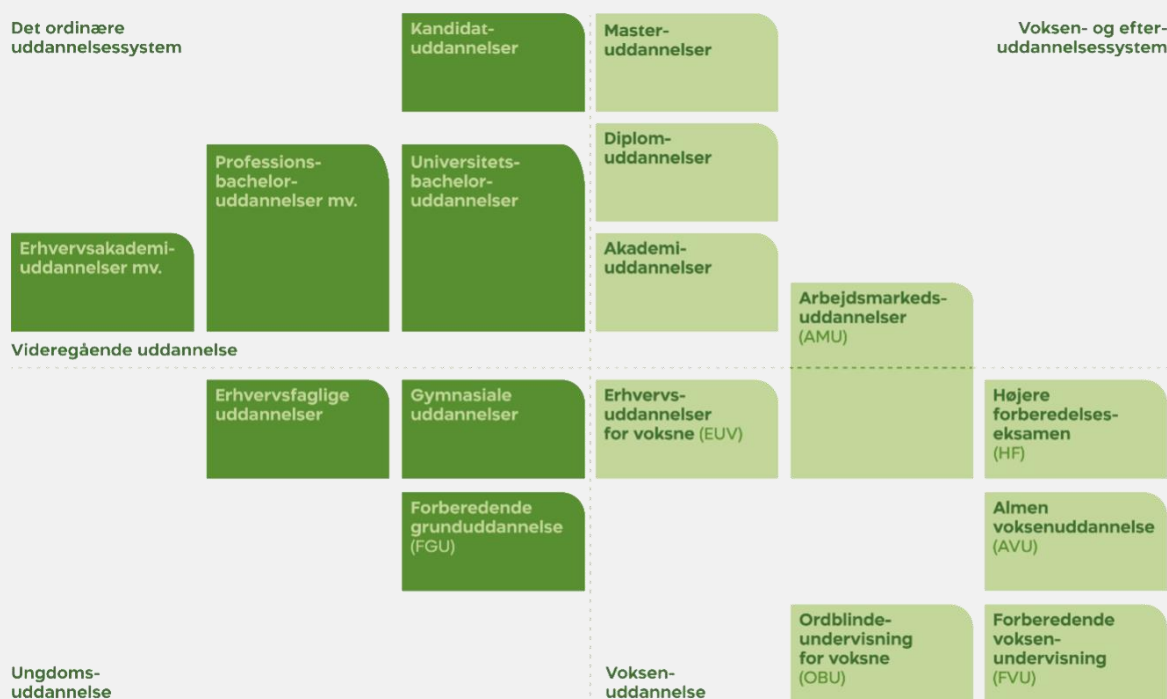 Det ordinære
uddannelsessystem
Kandidat-
uddannelser
Master-
uddannelser
Voksen- og efter-
uddannelsessystem
Diplom-
uddannelser
Professions-
bachelor-
uddannelser mv.
Universitets-
bachelor-
uddannelser
Erhvervsakademi-
uddannelser mv.
Akademi-
uddannelser
Arbejdsmarkeds-
uddannelser
(AMU)
Videregående uddannelse
Erhvervsfaglige
uddannelser
Gymnasiale
uddannelser
Erhvervs-
uddannelser
for voksne (EUV)
Højere
forberedelses-
eksamen
(HF)
Forberedende
grunduddannelse
(FGU)
Almen
voksenuddannelse
(AVU)
Ordblinde-
undervisning
for voksne
(OBU)
Forberedende
voksen-
undervisning
(FVU)
Ungdoms-
uddannelse
Voksen-
uddannelse